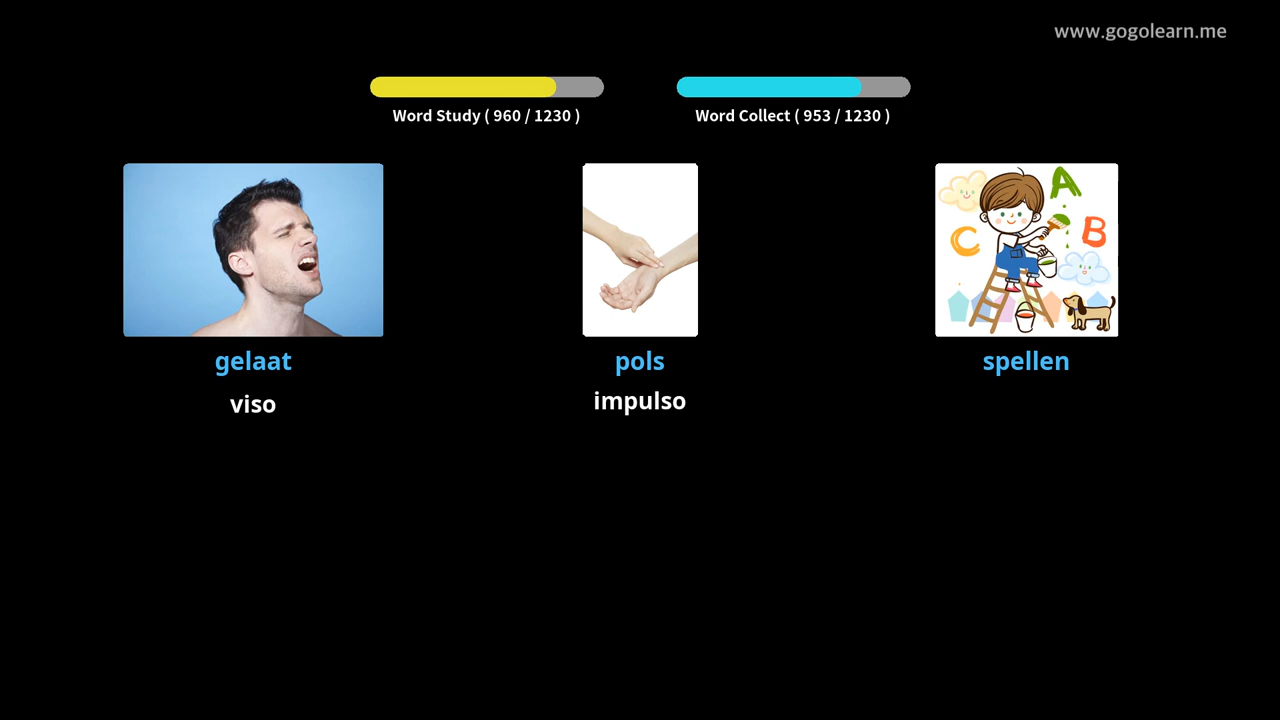 www.gogolearn.me
Word Study ( 960 / 1230 )
Word Collect ( 953 / 1230 )
A
B
C
gelaat
pols
spellen
viso
impulso